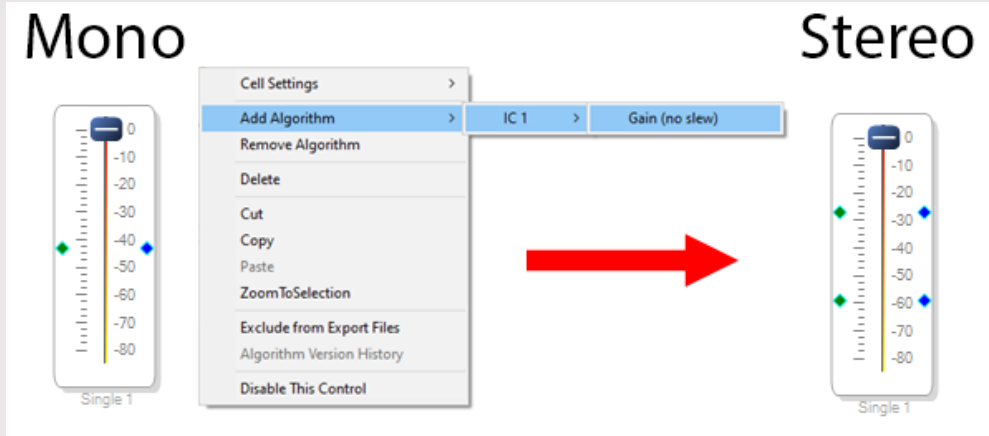 Mono
Stereo
0
-10
-20
-30
-40
-50
-60
-70
-80
Single 1
Cell Settings >
Add Algorithm >
Remove Algorithm
Delete
Cut
Copy
Paste
ZoomToSelection
Exclude from Export Files
Algorithm Version History
Disable This Control
IC 1 >
Gain (no slew)
0
-10
-20
-30
-40
-50
-60
-70
-80
Single 1